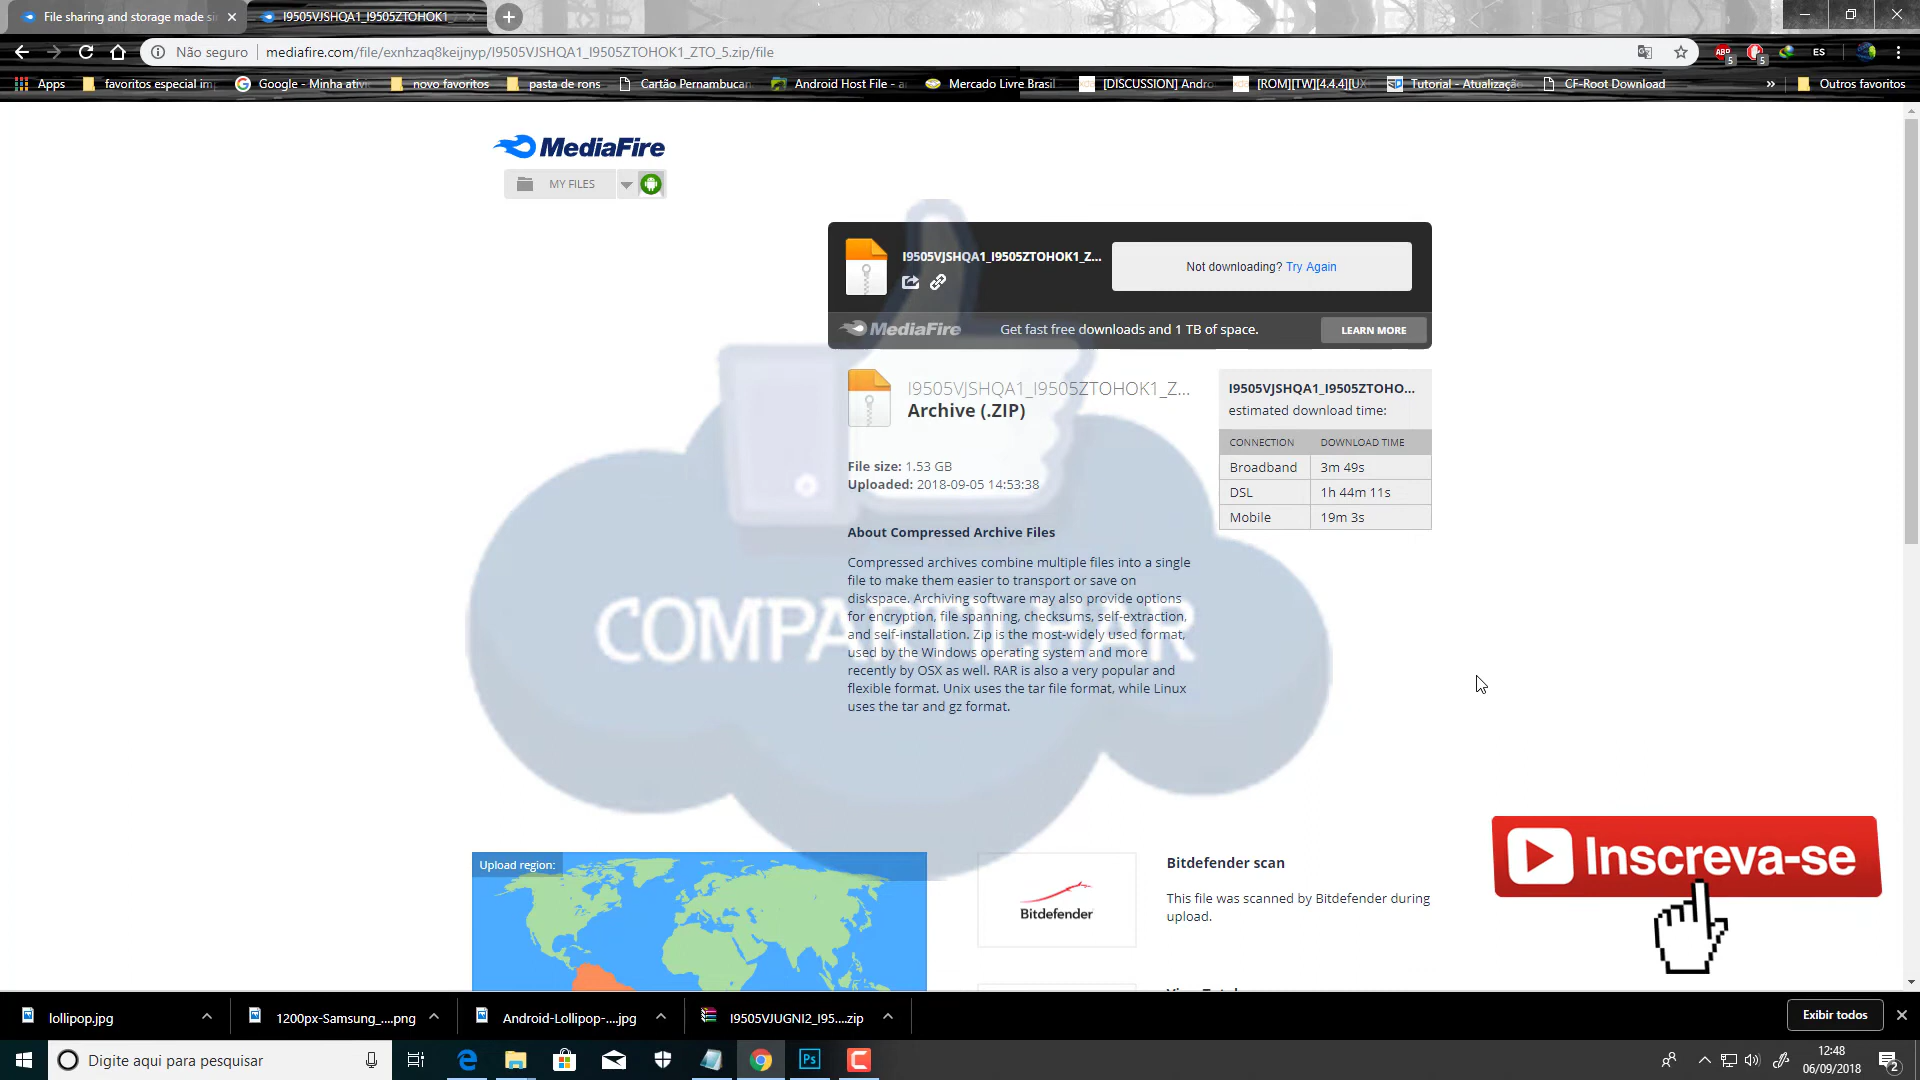 File sharing and storage made si
I9505VJSHQA1_I9505ZTOHOK1_
Não seguro
mediafire.com/file/exnhzaq8keijnyp/I9505VJSHQA1_I9505ZTOHOK1_ZTO_5.zip/file
ABP
5
5
ES
Apps
favoritos especial im
Google - Minha ativi
novo favoritos
pasta de rons
Cartão Pernambucan
Android Host File - a
Mercado Livre Brasil
[DISCUSSION] Andro
[ROM][TW][4.4.4][UX
Tutorial - Atualização
CF-Root Download
»
Outros favoritos
MediaFire
MY FILES
I9505VJSHQA1_I9505ZTOHOK1_Z...
Not downloading? Try Again
MediaFire
Get fast free downloads and 1 TB of space.
LEARN MORE
I9505VJSHQA1_I9505ZTOHOK1_Z...
Archive (.ZIP)
File size: 1.53 GB
Uploaded: 2018-09-05 14:53:38
I9505VJSHQA1_I9505ZTOHO...
estimated download time:
CONNECTION DOWNLOAD TIME
Broadband 3m 49s
DSL 1h 44m 11s
Mobile 19m 3s
About Compressed Archive Files
Compressed archives combine multiple files into a single
file to make them easier to transport or save on
diskspace. Archiving software may also provide options
for encryption, file spanning, checksums, self-extraction,
and self-installation. Zip is the most-widely used format,
used by the Windows operating system and more
recently by OSX as well. RAR is also a very popular and
flexible format. Unix uses the tar file format, while Linux
uses the tar and gz format.
COMPARTILHAR
Upload region:
Bitdefender
Bitdefender scan
This file was scanned by Bitdefender during
upload.
Inscreva-se
lollipop.jpg
1200px-Samsung_....png
Android-Lollipop-....jpg
I9505VJUGNI2_I95....zip
Exibir todos
Digite aqui para pesquisar
Ps
12:48
06/09/2018
2